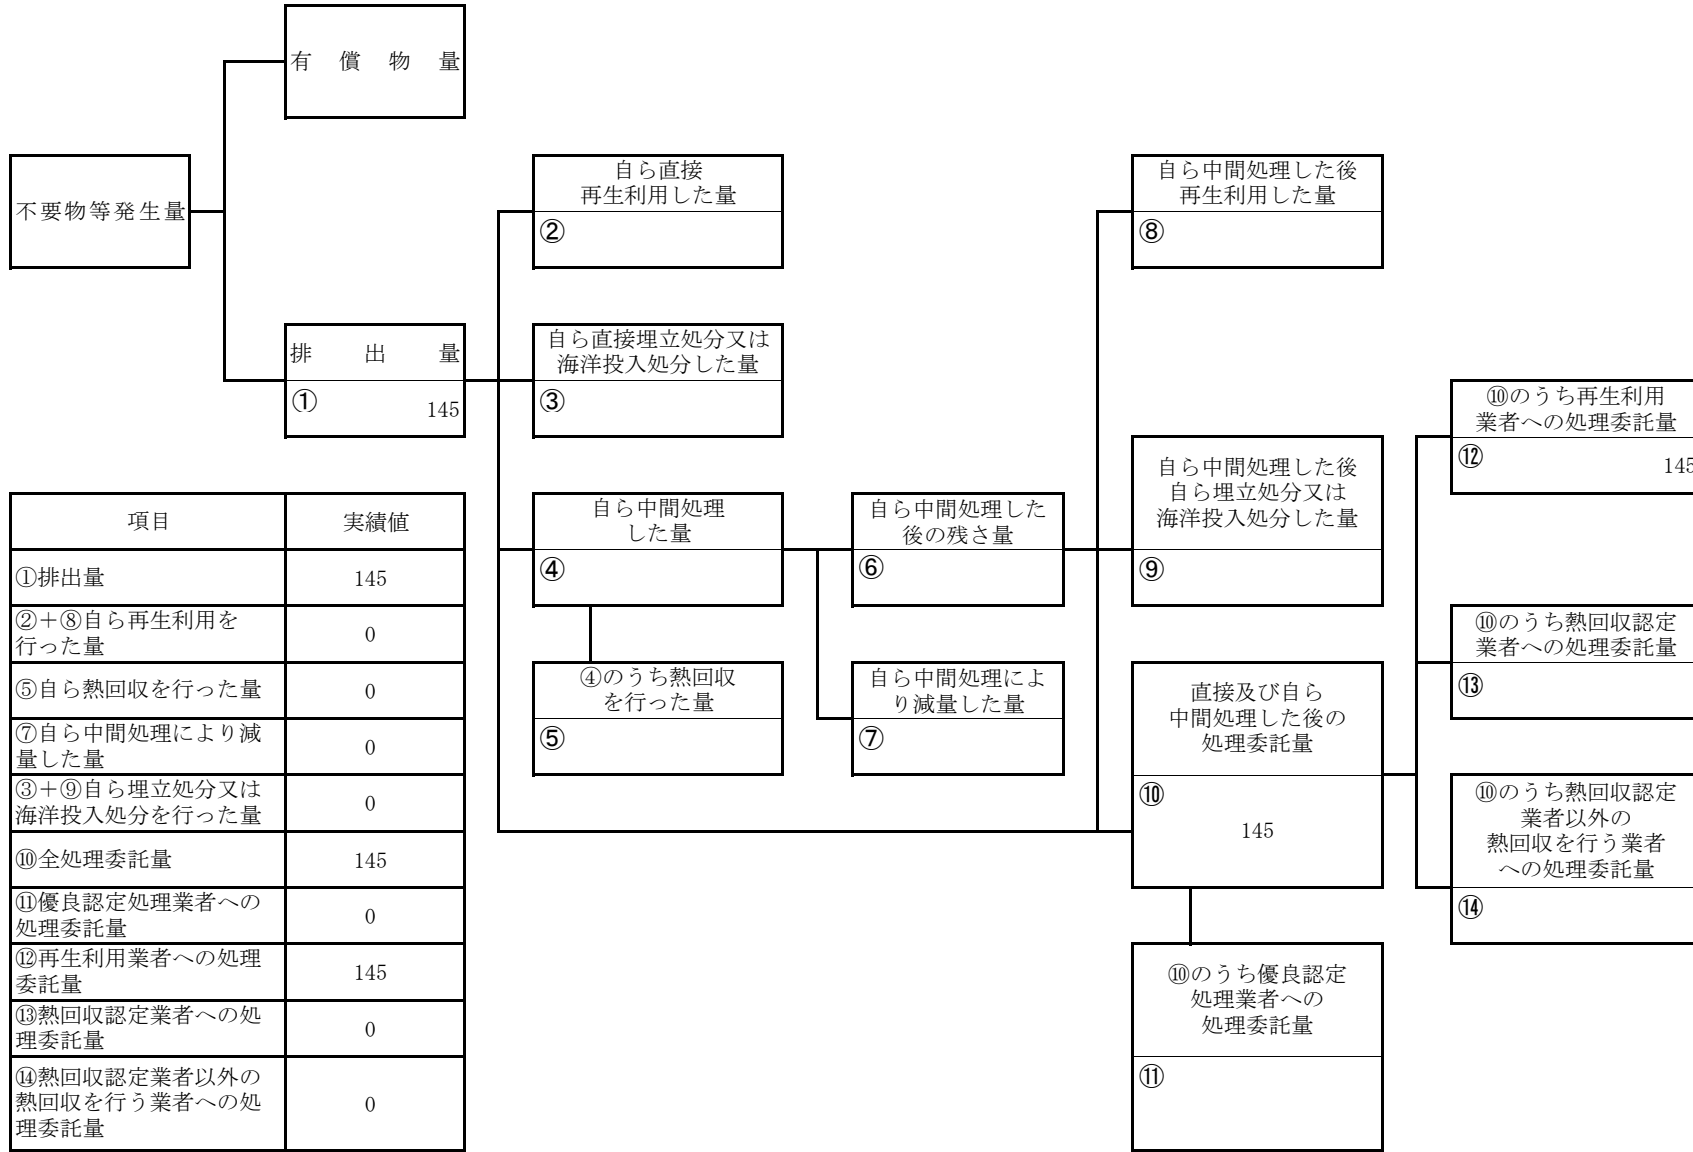 有償物量
不要物等発生量
排出量
① 145
自ら直接
再生利用した量
②
自ら直接埋立処分又は
海洋投入処分した量
③
自ら中間処理
した量
④
④のうち熱回収
を行った量
⑤
自ら中間処理した
後の残さ量
⑥
自ら中間処理によ
り減量した量
⑦
自ら中間処理した後
再生利用した量
⑧
自ら中間処理した後
自ら埋立処分又は
海洋投入処分した量
⑨
直接及び自ら
中間処理した後の
処理委託量
⑩
145
⑩のうち優良認定
処理業者への
処理委託量
⑪
⑩のうち再生利用
業者への処理委託量
⑫ 145
⑩のうち熱回収認定
業者への処理委託量
⑬
⑩のうち熱回収認定
業者以外の
熱回収を行う業者
への処理委託量
⑭
項目 実績値
①排出量 145
②+⑧自ら再生利用を
行った量 0
⑤自ら熱回収を行った量 0
⑦自ら中間処理により減
量した量 0
③+⑨自ら埋立処分又は
海洋投入処分を行った量 0
⑩全処理委託量 145
⑪優良認定処理業者への
処理委託量 0
⑫再生利用業者への処理
委託量 145
⑬熱回収認定業者への処
理委託量 0
⑭熱回収認定業者以外の
熱回収を行う業者への処
理委託量 0